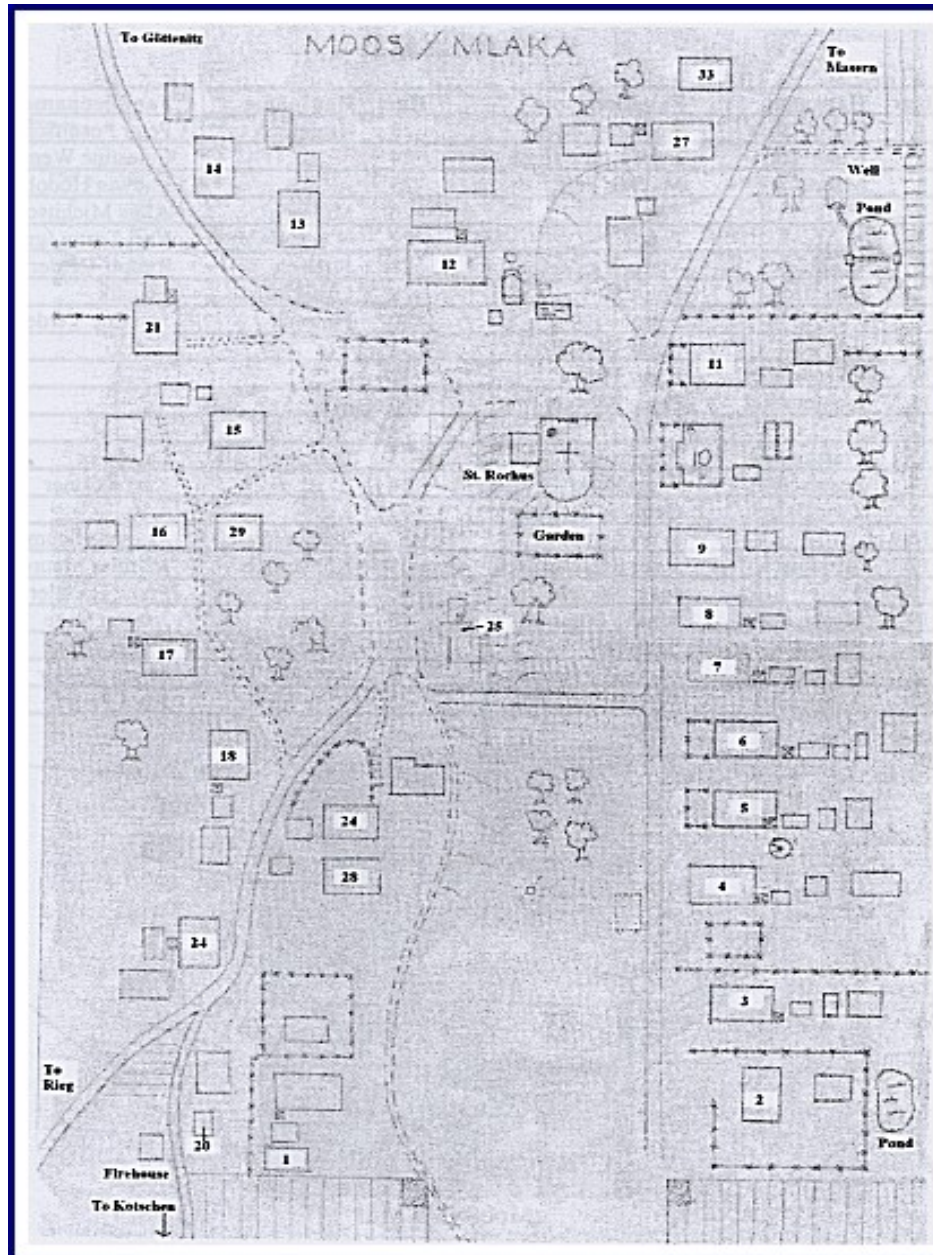 To Göttenitz
MOOS / MLAKA
To
Masern
33
27
14
13
12
Well
Pond
21
11
15
St. Rochus
Garden
16
29
9
8
25
17
7
18
6
24
5
28
4
24
3
To
Rieg
2
20
1
Pond
Firehouse
To Kotschen